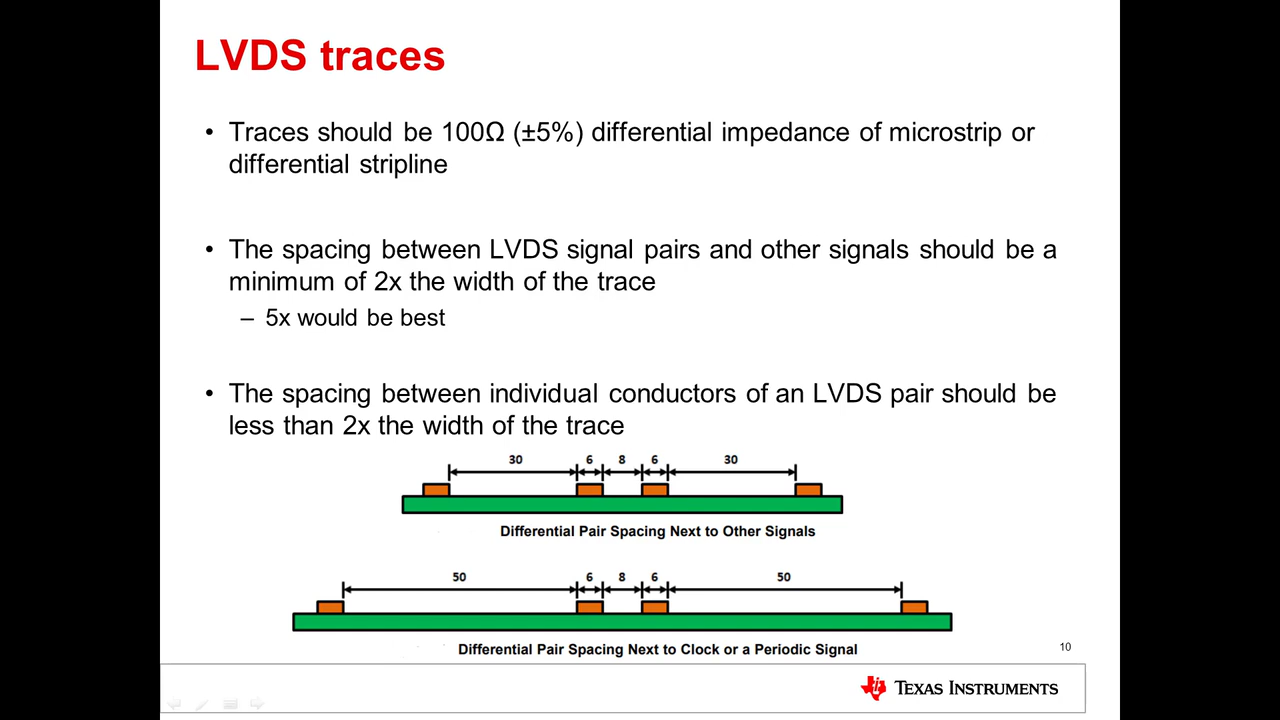 LVDS traces
• Traces should be 100Ω (±5%) differential impedance of microstrip or
differential stripline
• The spacing between LVDS signal pairs and other signals should be a
minimum of 2x the width of the trace
– 5x would be best
• The spacing between individual conductors of an LVDS pair should be
less than 2x the width of the trace
30 6 8 6 30
Differential Pair Spacing Next to Other Signals
50 6 8 6 50
Differential Pair Spacing Next to Clock or a Periodic Signal
10
TEXAS INSTRUMENTS